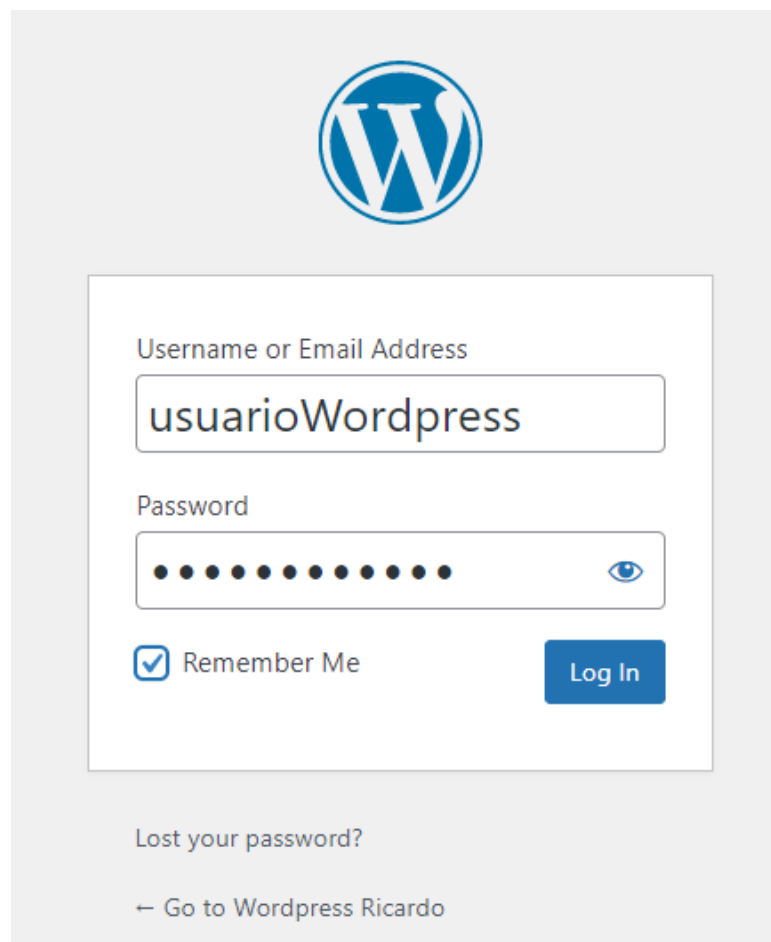 Username or Email Address
usuarioWordpress
Password
••••••••••••
Remember Me
Log In
Lost your password?
← Go to Wordpress Ricardo